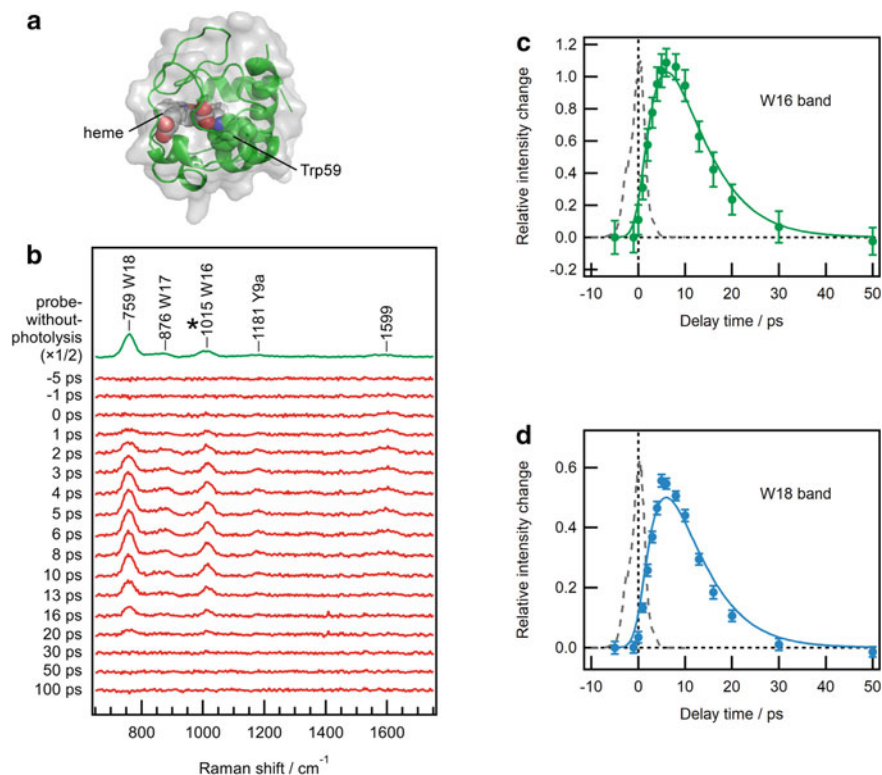 a
heme
Trp59
b
probe-
without-
photolysis
(×1/2)
759 W18
876 W17
*
1015 W16
1181 Y9a
1599
-5 ps
-1 ps
0 ps
1 ps
2 ps
3 ps
4 ps
5 ps
6 ps
8 ps
10 ps
13 ps
16 ps
20 ps
30 ps
50 ps
100 ps
800 1000 1200 1400 1600
Raman shift / cm-1
c
Relative intensity change
1.2
1.0
0.8
0.6
0.4
0.2
0.0
-0.2
W16 band
-10 0 10 20 30 40 50
Delay time / ps
d
Relative intensity change
0.6
0.4
0.2
0.0
W18 band
-10 0 10 20 30 40 50
Delay time / ps